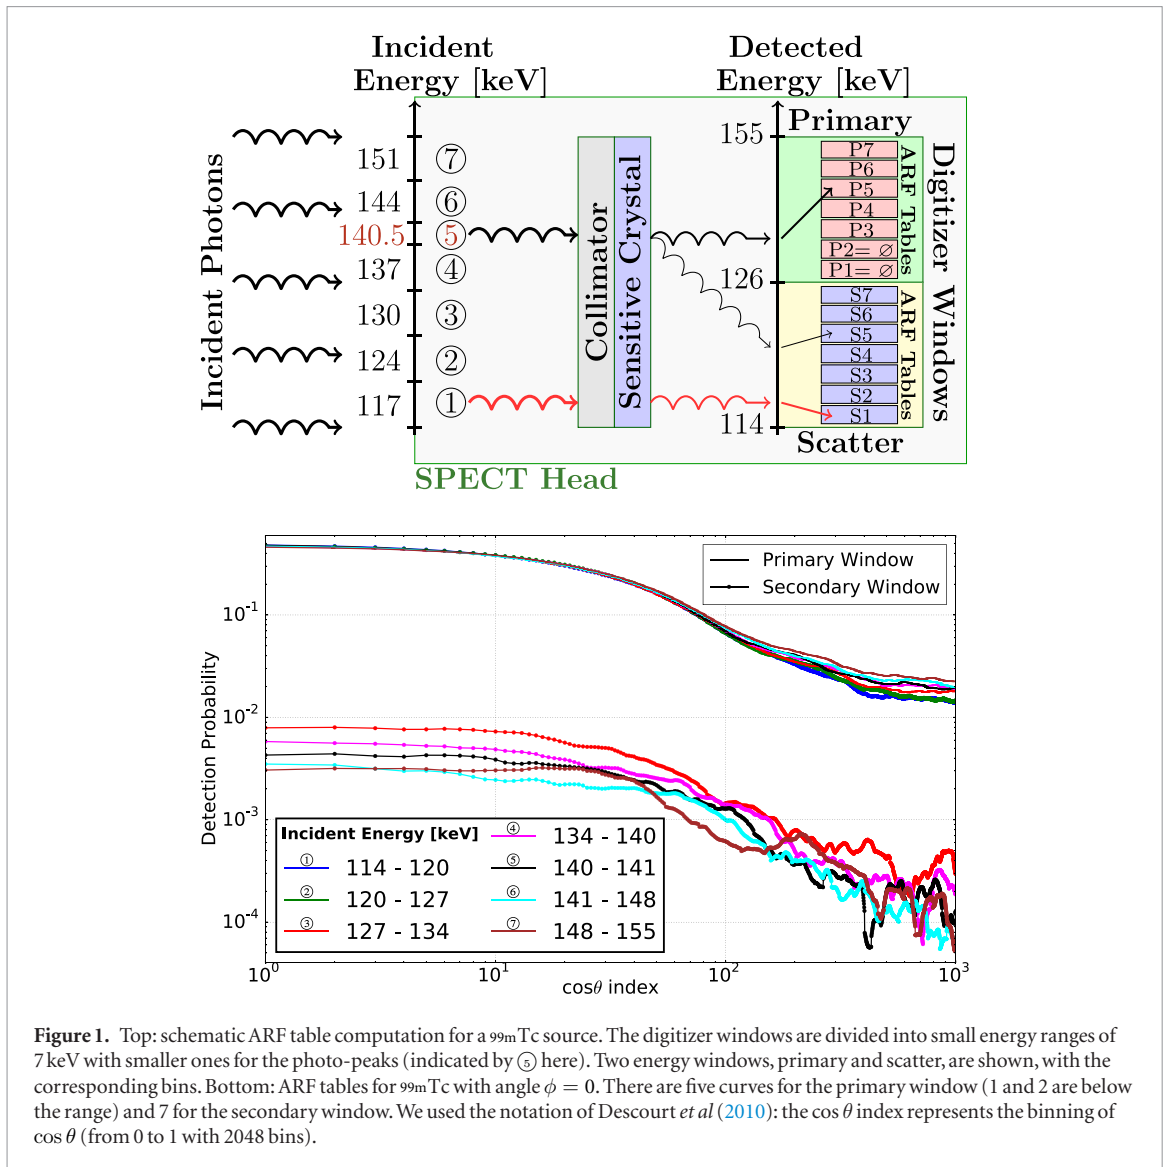 Incident
Energy [keV]
Detected
Energy [keV]
Incident Photons
151
144
140.5
137
130
124
117
⑦
⑥
⑤
④
③
②
①
Collimator
Sensitive Crystal
155
126
114
Primary
P7
P6
P5
P4
P3
P2= ∅
P1= ∅
ARF Tables
S7
S6
S5
S4
S3
S2
S1
ARF Tables
Scatter
Digitizer Windows
SPECT Head
Primary Window
Secondary Window
Detection Probability
10⁻¹
10⁻²
10⁻³
10⁻⁴
Incident Energy [keV]
① 114 - 120
② 120 - 127
③ 127 - 134
④ 134 - 140
⑤ 140 - 141
⑥ 141 - 148
⑦ 148 - 155
10⁰ 10¹ 10² 10³
cosθ index
Figure 1. Top: schematic ARF table computation for a 99mTc source. The digitizer windows are divided into small energy ranges of
7 keV with smaller ones for the photo-peaks (indicated by ⑤ here). Two energy windows, primary and scatter, are shown, with the
corresponding bins. Bottom: ARF tables for 99mTc with angle ϕ = 0. There are five curves for the primary window (1 and 2 are below
the range) and 7 for the secondary window. We used the notation of Descourt et al (2010): the cos θ index represents the binning of
cos θ (from 0 to 1 with 2048 bins).